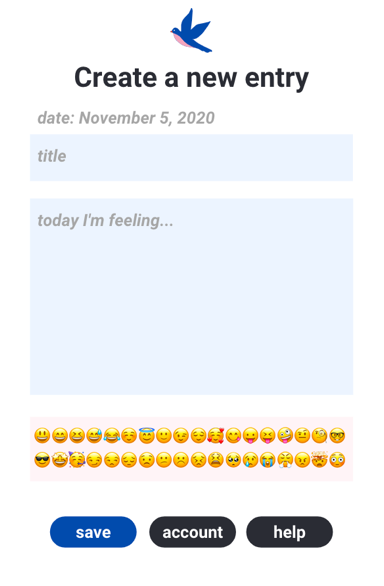 Create a new entry
date: November 5, 2020
title
today I'm feeling...
save
account
help